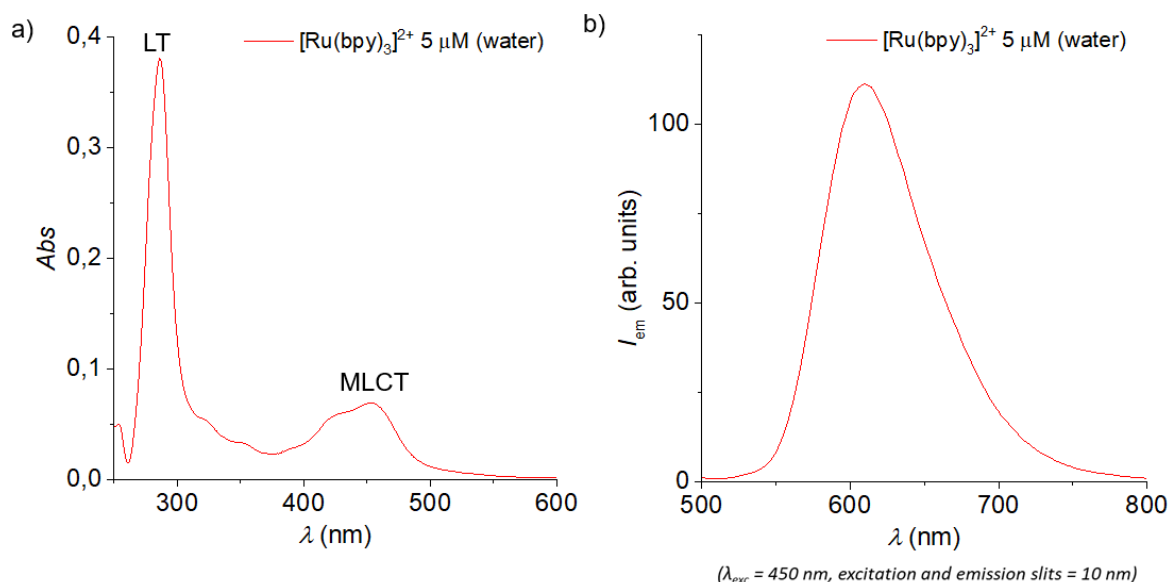 a)
LT
[Ru(bpy)₃]²⁺ 5 μM (water)
MLCT
Abs
0,4
0,3
0,2
0,1
0,0
300
400
500
600
λ (nm)
b)
[Ru(bpy)₃]²⁺ 5 μM (water)
I_em (arb. units)
100
50
0
500
600
700
800
λ (nm)
(λ_exc = 450 nm, excitation and emission slits = 10 nm)